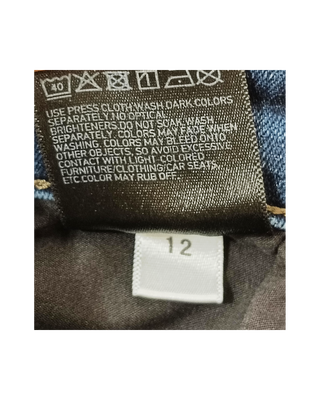 40
USE PRESS CLOTH.WASH DARK COLORS
SEPARATELY.NO OPTICAL
BRIGHTENERS.DO NOT SOAK.WASH
SEPARATELY. COLORS MAY FADE WHEN
WASHING. COLORS MAY BLEED ONTO
OTHER OBJECTS, SO AVOID EXCESSIVE
CONTACT WITH LIGHT-COLORED
FURNITURE/CLOTHING/CAR SEATS,
ETC COLOR MAY RUB OFF.
12